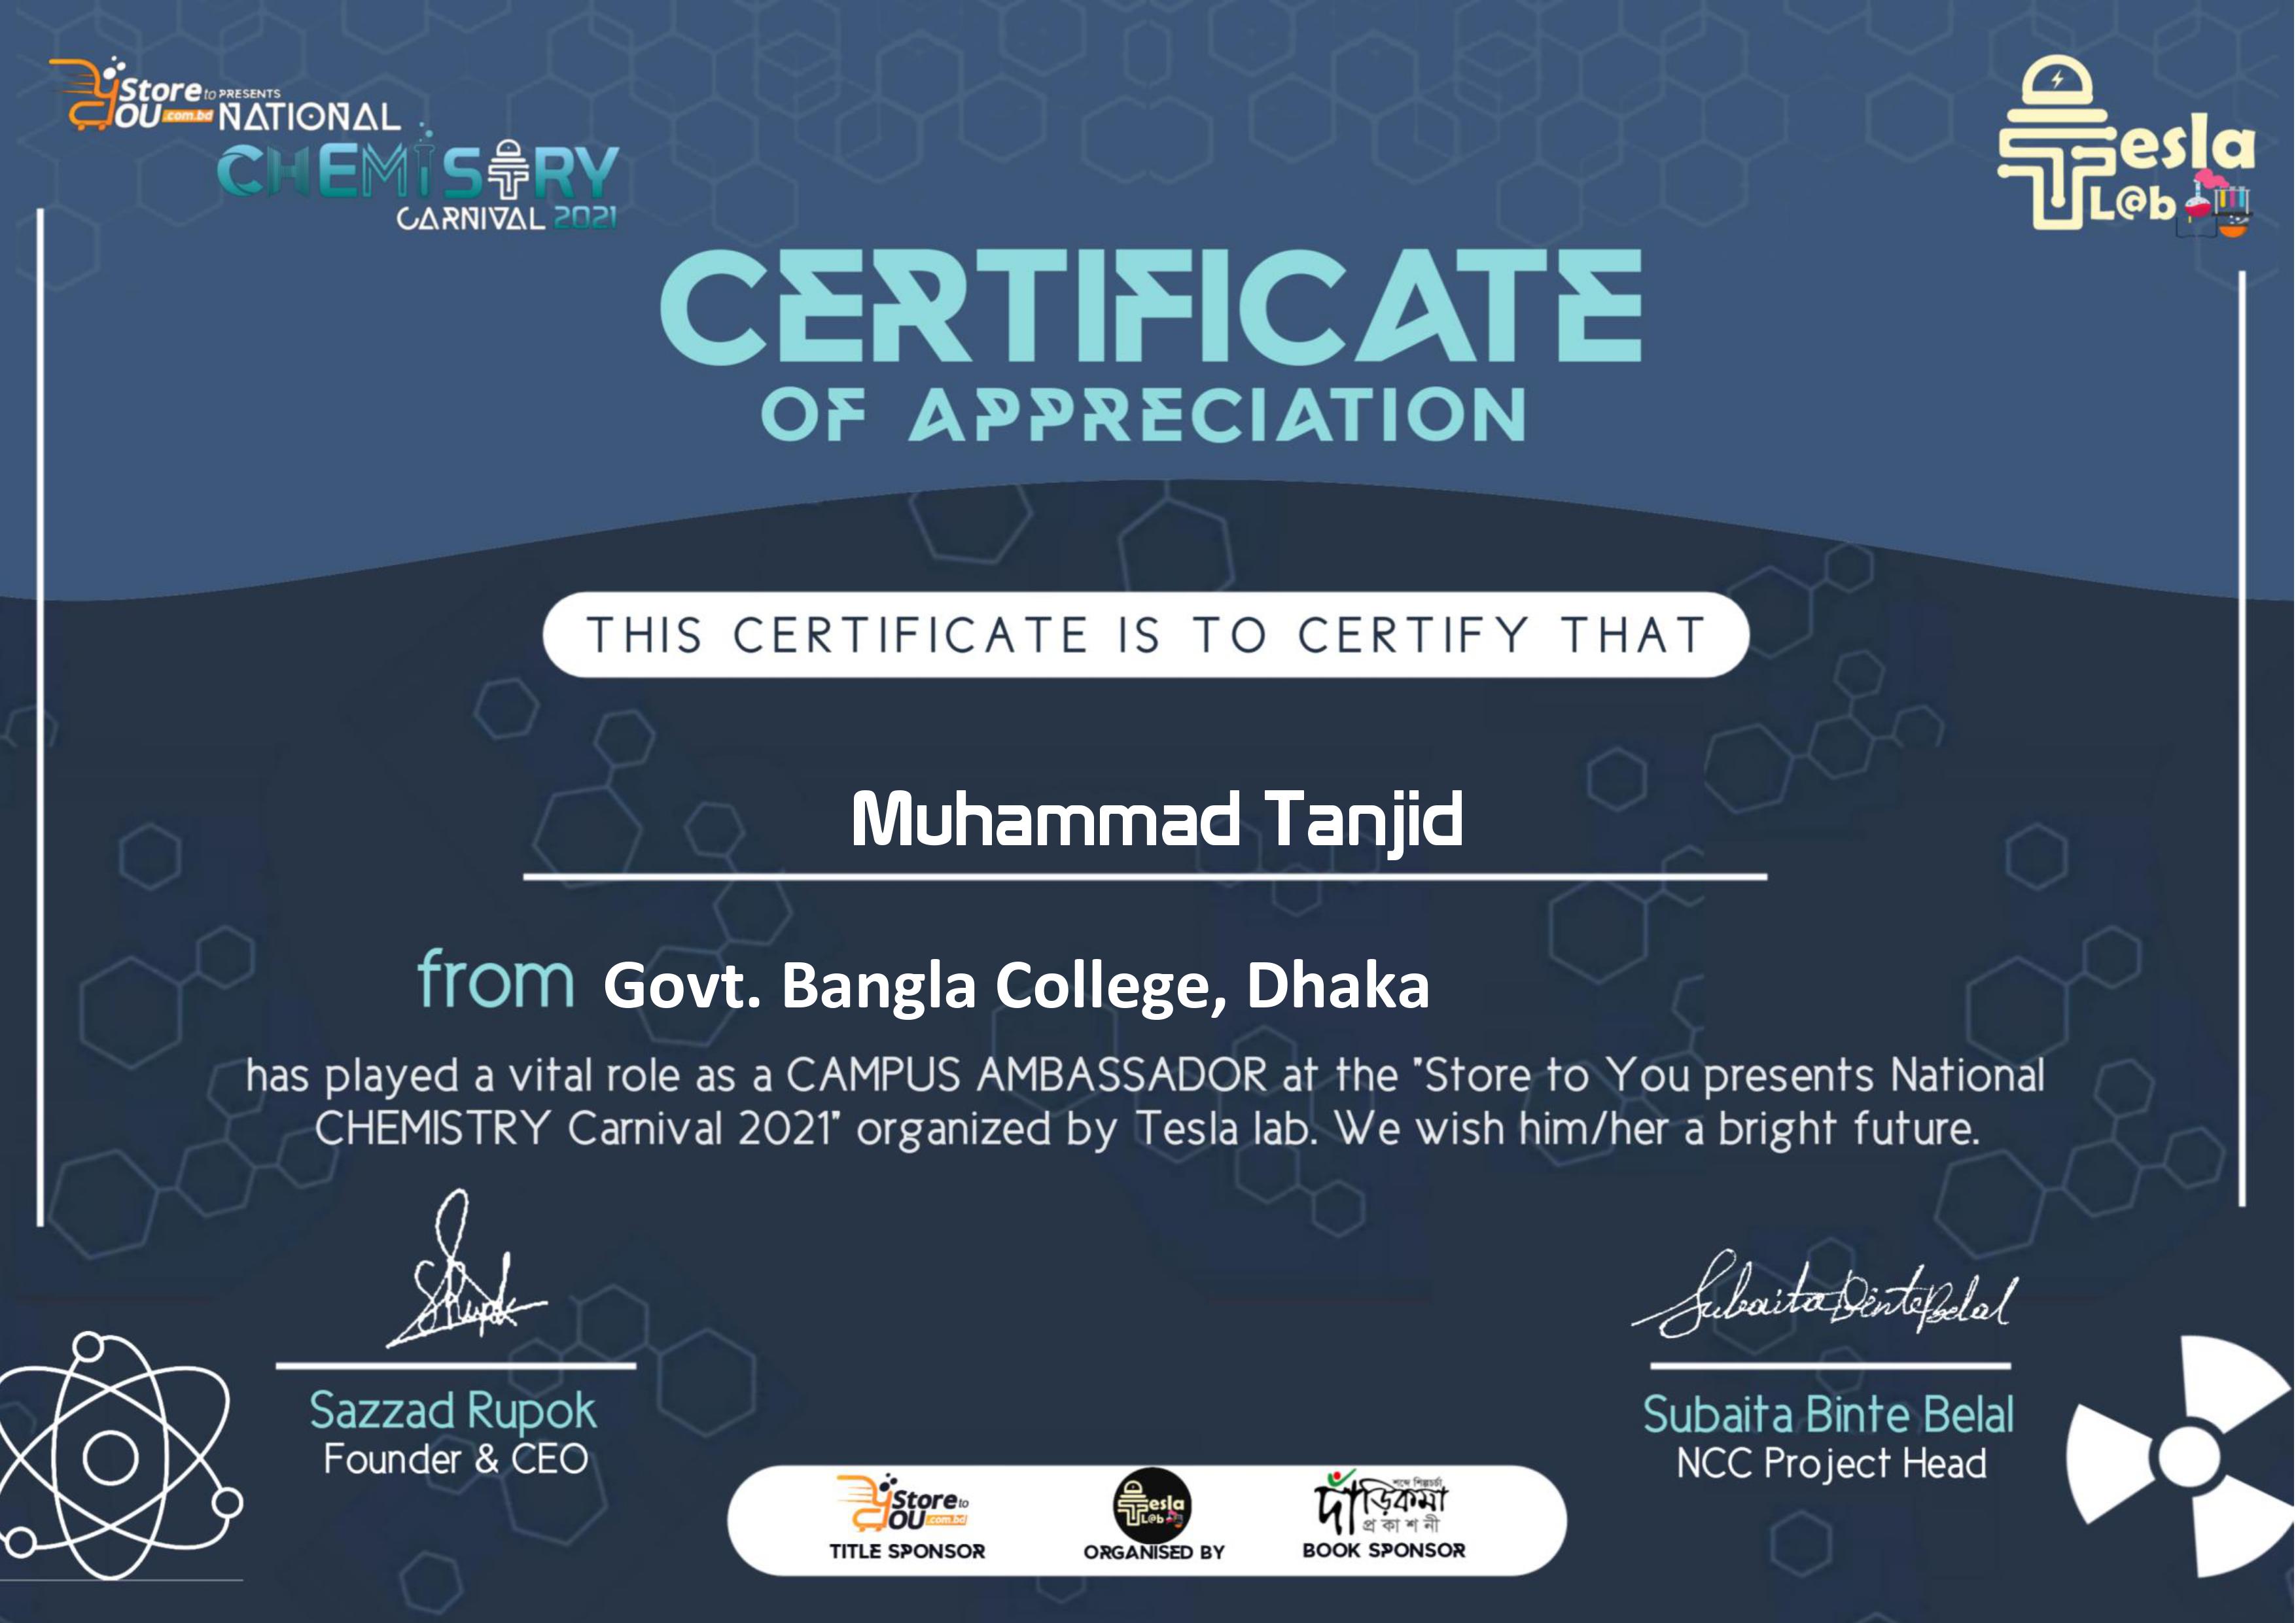 Store to PRESENTS
YOU .com.bd NATIONAL
CHEMISTRY
CARNIVAL 2021
Tesla
L@b
CERTIFICATE
OF APPRECIATION
THIS CERTIFICATE IS TO CERTIFY THAT
Muhammad Tanjid
from Govt. Bangla College, Dhaka
has played a vital role as a CAMPUS AMBASSADOR at the "Store to You presents National
CHEMISTRY Carnival 2021" organized by Tesla lab. We wish him/her a bright future.
Subaita Binte Belal
Sazzad Rupok
Founder & CEO
Subaita Binte Belal
NCC Project Head
Store to
YOU .com.bd
TITLE SPONSOR
Tesla
L@b
ORGANISED BY
শব্দে শিল্পচর্চা
দাঁড়িকমা
প্রকাশনী
BOOK SPONSOR